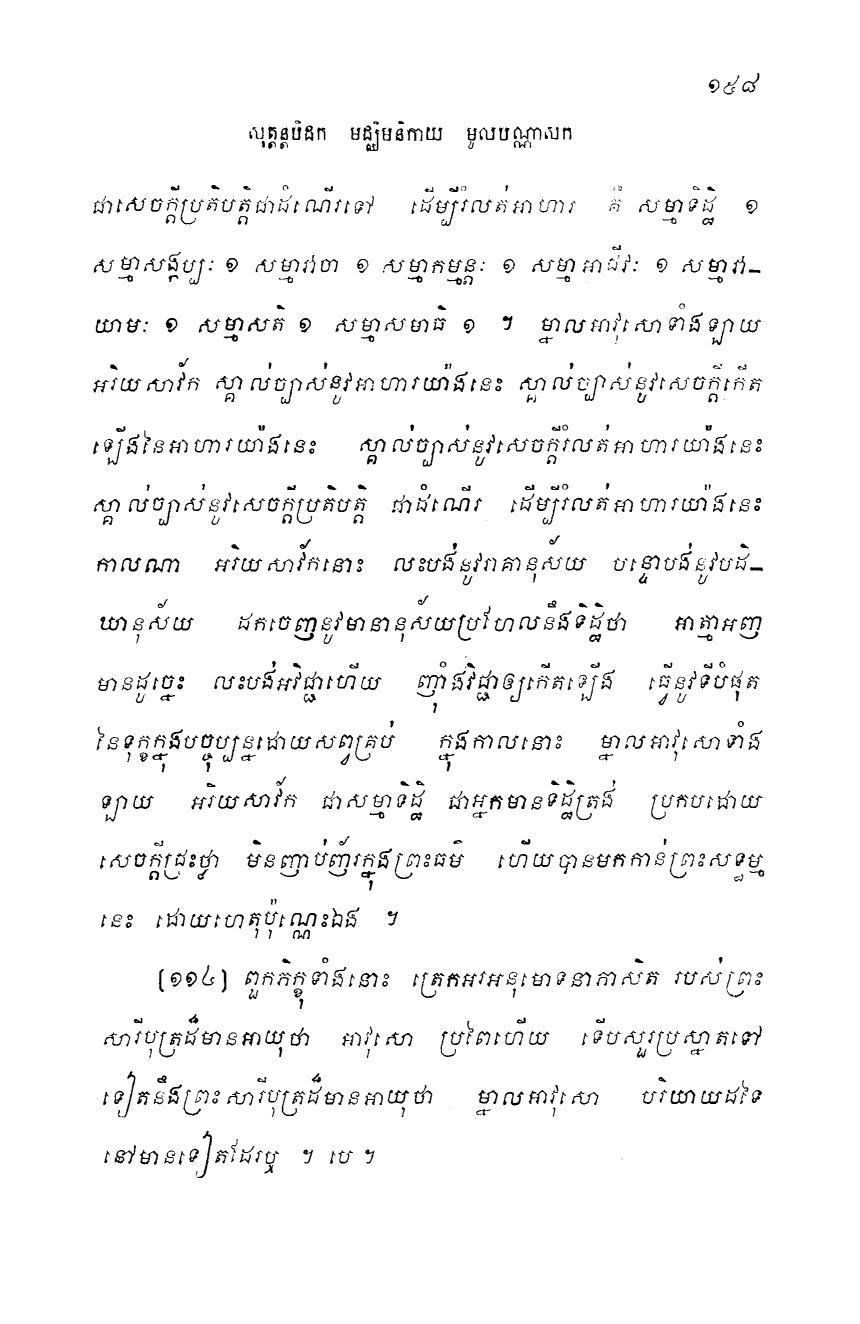 ១៥៨
សុត្តន្តបិដក មជ្ឈិមនិកាយ មូលបណ្ណាសក
ជាសេចក្តីប្រតិបត្តិជាដំណើរទៅ ដើម្បីរំលត់អាហារ គឺ សម្មាទិដ្ឋិ ១
សម្មាសង្កប្បៈ ១ សម្មាវាចា ១ សម្មាកម្មន្តៈ ១ សម្មាអាជីវៈ ១ សម្មាវា-
យាមៈ ១ សម្មាសតិ ១ សម្មាសមាធិ ១ ។ ម្នាលអាវុសោទាំងឡាយ
អរិយសាវ័ក ស្គាល់ច្បាស់នូវអាហារយ៉ាងនេះ ស្គាល់ច្បាស់នូវសេចក្តីកើត
ឡើងនៃអាហារយ៉ាងនេះ ស្គាល់ច្បាស់នូវសេចក្តីរំលត់អាហារយ៉ាងនេះ
ស្គាល់ច្បាស់នូវសេចក្តីប្រតិបត្តិ ជាដំណើរ ដើម្បីរំលត់អាហារយ៉ាងនេះ
កាលណា អរិយសាវ័កនោះ លះបង់នូវរាគានុស័យ បន្ទោបង់នូវបដិ-
ឃានុស័យ ដកចេញនូវមានានុស័យប្រហែលនឹងទិដ្ឋិថា អាត្មាអញ
មានដូច្នេះ លះបង់អវិជ្ជាហើយ ញុាំងវិជ្ជាឲ្យកើតឡើង ធ្វើនូវទីបំផុត
នៃទុក្ខក្នុងបច្ចុប្បន្នដោយសព្វគ្រប់ ក្នុងកាលនោះ ម្នាលអាវុសោទាំង
ឡាយ អរិយសាវ័ក ជាសម្មាទិដ្ឋិ ជាអ្នកមានទិដ្ឋិត្រង់ ប្រកបដោយ
សេចក្តីជ្រះថ្លា មិនញាប់ញ័រក្នុងព្រះធម៌ ហើយបានមកកាន់ព្រះសទ្ធម្ម
នេះ ដោយហេតុប៉ុណ្ណេះឯង ។
[១១៤] ពួកភិក្ខុទាំងនោះ ត្រេកអរអនុមោទនាភាសិត របស់ព្រះ
សារីបុត្រដ៏មានអាយុថា អាវុសោ ប្រពៃហើយ ទើបសួរប្រស្នាតទៅ
ទៀតនឹងព្រះសារីបុត្រដ៏មានអាយុថា ម្នាលអាវុសោ បរិយាយដទៃ
នៅមានទៀតដែរឬ ។ បេ ។